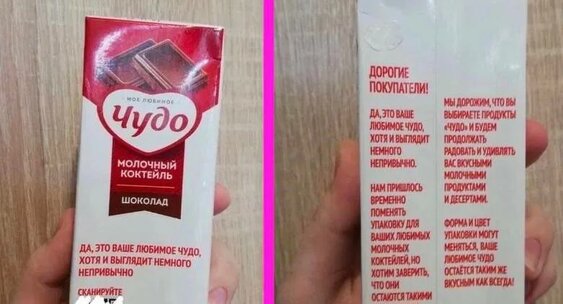 МОЕ ЛЮБИМОЕ
Чудо
МОЛОЧНЫЙ
КОКТЕЙЛЬ
ШОКОЛАД
ДА, ЭТО ВАШЕ ЛЮБИМОЕ ЧУДО,
ХОТЯ И ВЫГЛЯДИТ НЕМНОГО
НЕПРИВЫЧНО
СКАНИРУЙТЕ
ДОРОГИЕ
ПОКУПАТЕЛИ!
ДА, ЭТО ВАШЕ
ЛЮБИМОЕ ЧУДО,
ХОТЯ И ВЫГЛЯДИТ
НЕМНОГО
НЕПРИВЫЧНО.
НАМ ПРИШЛОСЬ
ВРЕМЕННО
ПОМЕНЯТЬ
УПАКОВКУ ДЛЯ
ВАШИХ ЛЮБИМЫХ
МОЛОЧНЫХ
КОКТЕЙЛЕЙ, НО
ХОТИМ ЗАВЕРИТЬ,
ЧТО ОНИ
ОСТАЮТСЯ ТАКИМИ
МЫ ДОРОЖИМ, ЧТО ВЫ
ВЫБИРАЕТЕ ПРОДУКТЫ
«ЧУДО» И БУДЕМ
ПРОДОЛЖАТЬ
РАДОВАТЬ И УДИВЛЯТЬ
ВАС ВКУСНЫМИ
МОЛОЧНЫМИ
ПРОДУКТАМИ
И ДЕСЕРТАМИ.
ФОРМА И ЦВЕТ
УПАКОВКИ МОГУТ
МЕНЯТЬСЯ, ВАШЕ
ЛЮБИМОЕ ЧУДО
ОСТАЁТСЯ ТАКИМ ЖЕ
ВКУСНЫМ КАК ВСЕГДА!